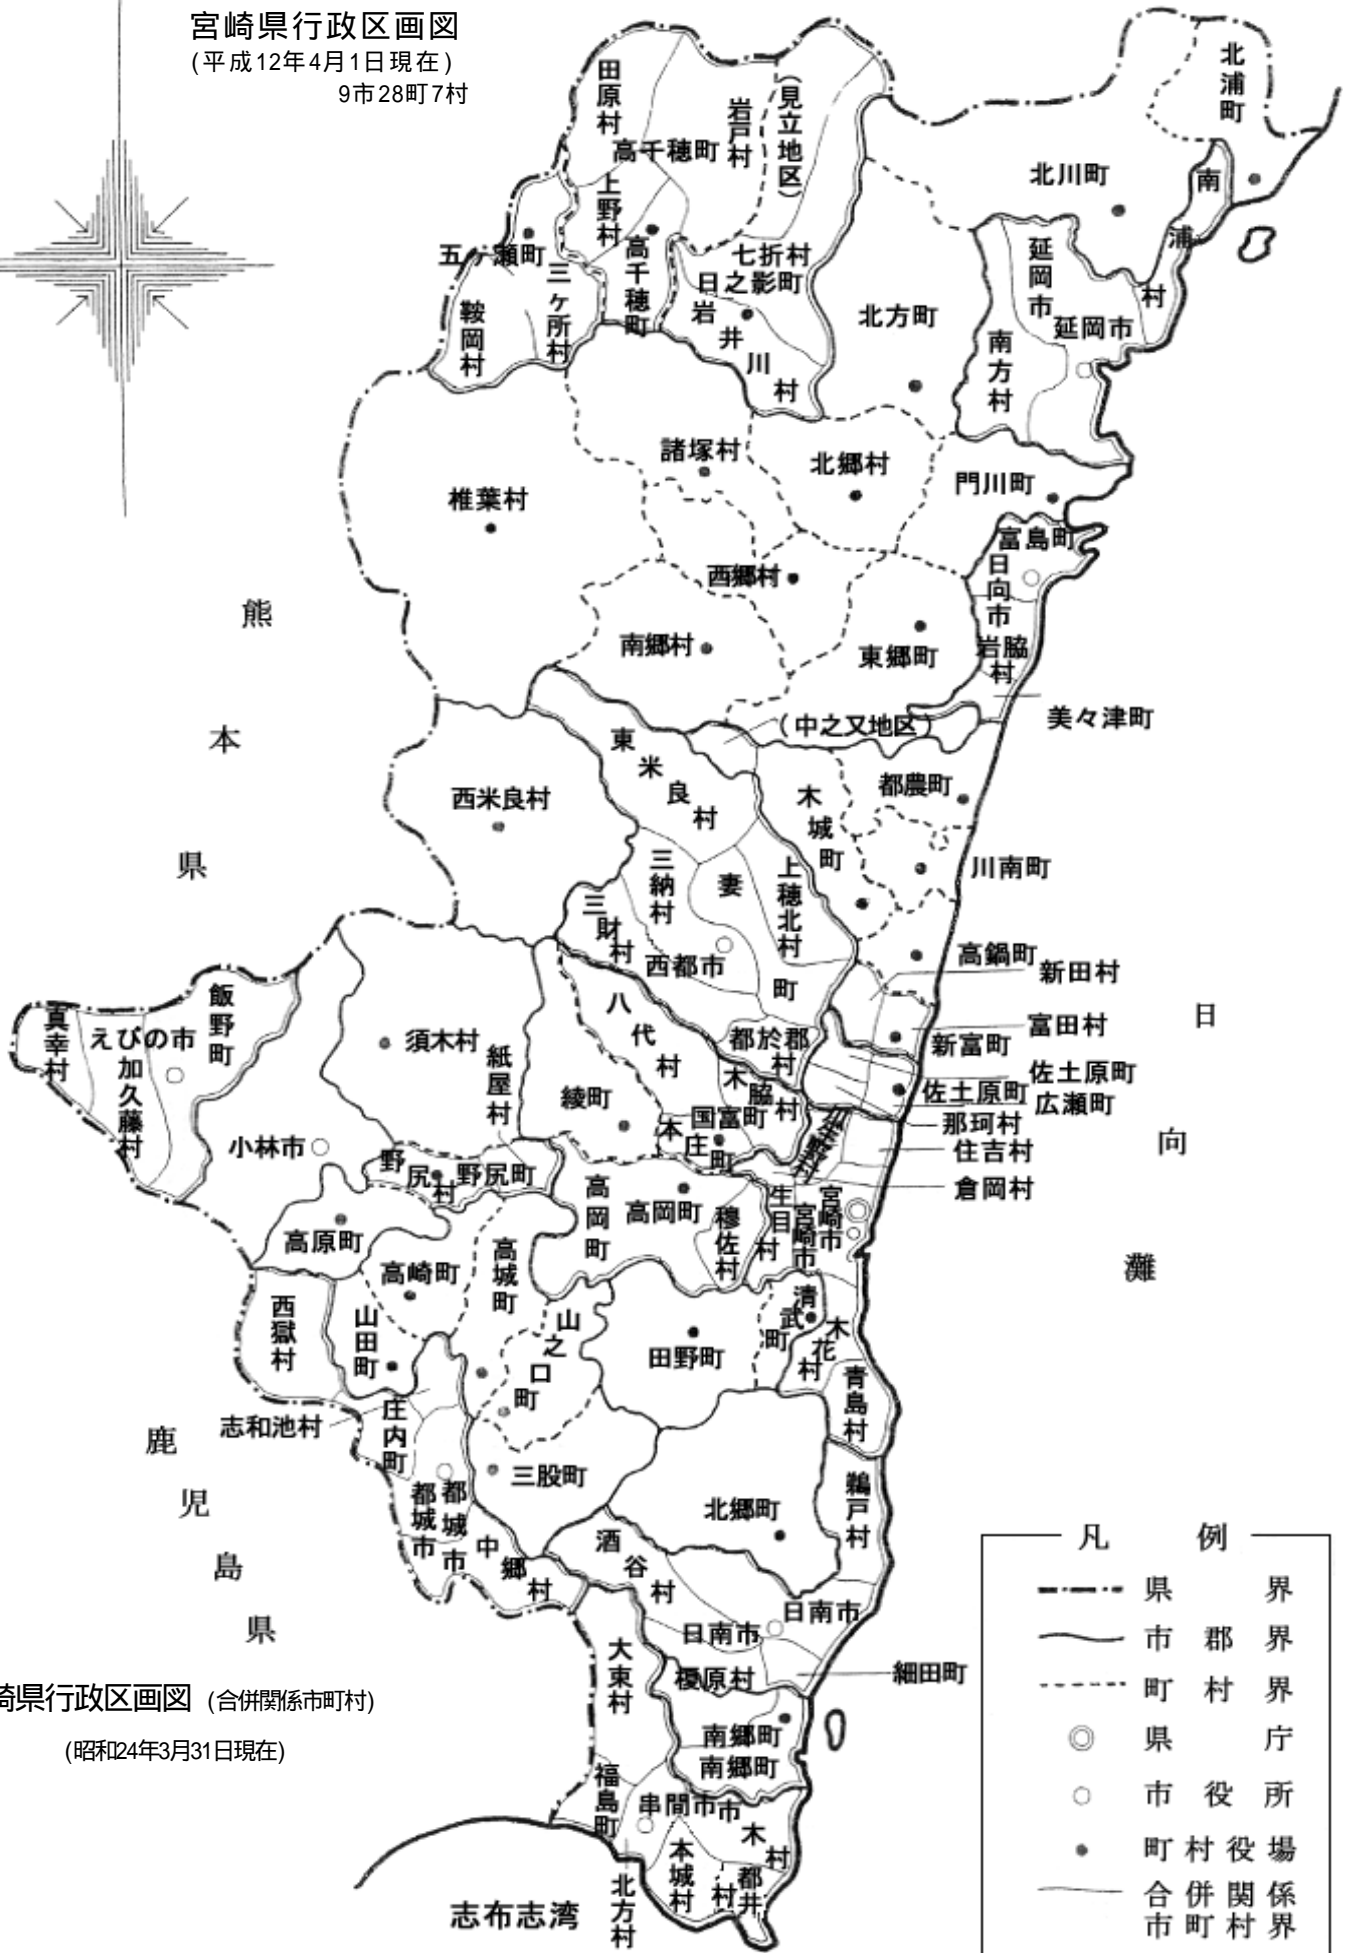 宮崎県行政区画図
(平成12年4月1日現在)
9市28町7村
北浦町
田原村
岩戸村
(見立地区)
高千穂町
上野村
北川町
南浦村
五ヶ瀬町
三ヶ所村
高千穂町
七折村
日之影町
岩井川村
鞍岡村
北方町
延岡市
延岡市
南方村
諸塚村
北郷村
門川町
椎葉村
富島町
日向市
西郷村
岩脇村
南郷村
東郷町
美々津町
(中之又地区)
東米良村
西米良村
木城町
都農町
川南町
三納村
妻町
上穂北村
三財村
西都市
高鍋町
新田村
飯野町
真幸村
えびの市
加久藤村
須木村
紙屋村
八代村
都於郡村
木脇村
富田村
新富町
佐土原町
佐土原町
広瀬町
那珂村
住吉村
倉岡村
綾町
国富町
本庄町
小林市
野尻村
野尻町
高岡町
高岡町
穆佐村
生目村
宮崎市
宮崎市
高原町
高崎町
高城町
西獄村
山田町
山之口町
田野町
清武町
木花村
青島村
志和池村
庄内町
三股町
北郷町
鵜戸村
都城市
都城市
中郷村
酒谷村
日南市
日南市
大束村
榎原村
細田町
南郷町
南郷町
福島町
串間市
市木村
本城村
都井村
北方村
志布志湾
熊本県
鹿児島県
日向灘
崎県行政区画図 (合併関係市町村)
(昭和24年3月31日現在)
凡例
県界
市郡界
町村界
県庁
市役所
町村役場
合併関係
市町村界